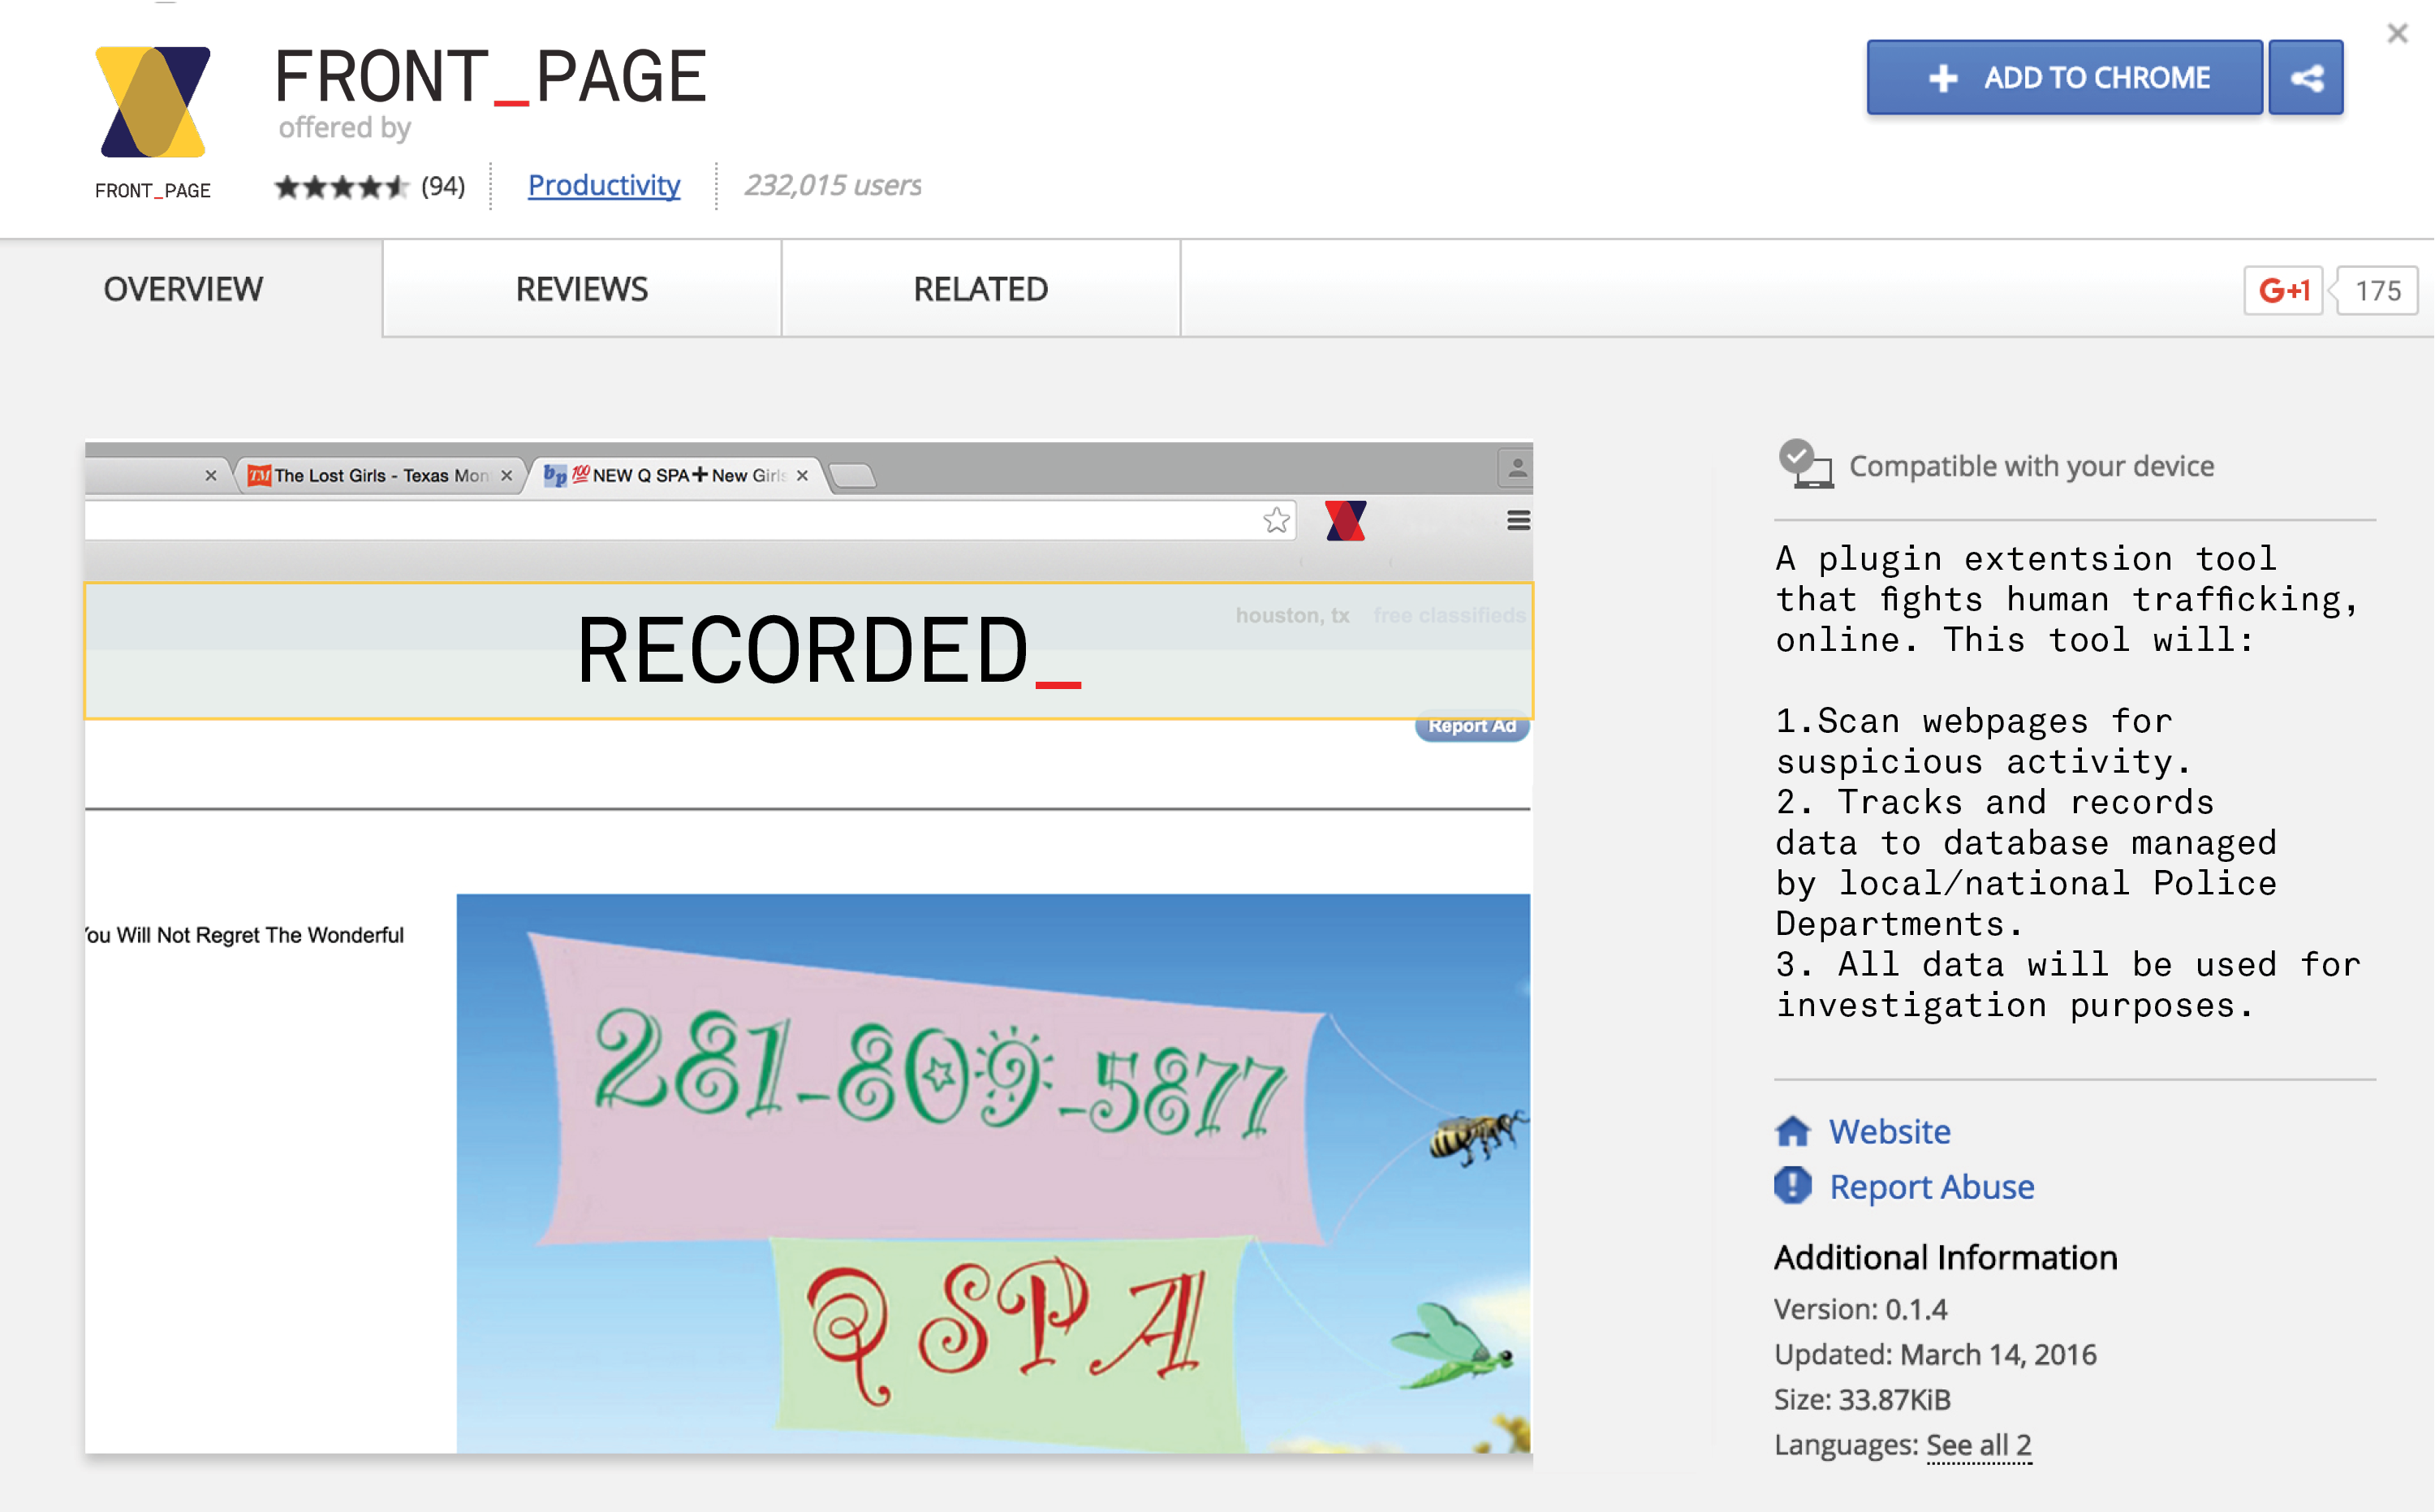 FRONT_PAGE
offered by
(94)
Productivity
232,015 users
FRONT_PAGE
ADD TO CHROME
OVERVIEW
REVIEWS
RELATED
G+1
175
The Lost Girls - Texas Mon
bp 💯 NEW Q SPA✚New Girls
houston, tx free classifieds
RECORDED_
Report Ad
You Will Not Regret The Wonderful
281-809-5877
Q SPA
Compatible with your device
A plugin extentsion tool
that fights human trafficking,
online. This tool will:
1.Scan webpages for
suspicious activity.
2. Tracks and records
data to database managed
by local/national Police
Departments.
3. All data will be used for
investigation purposes.
Website
Report Abuse
Additional Information
Version: 0.1.4
Updated: March 14, 2016
Size: 33.87KiB
Languages: See all 2